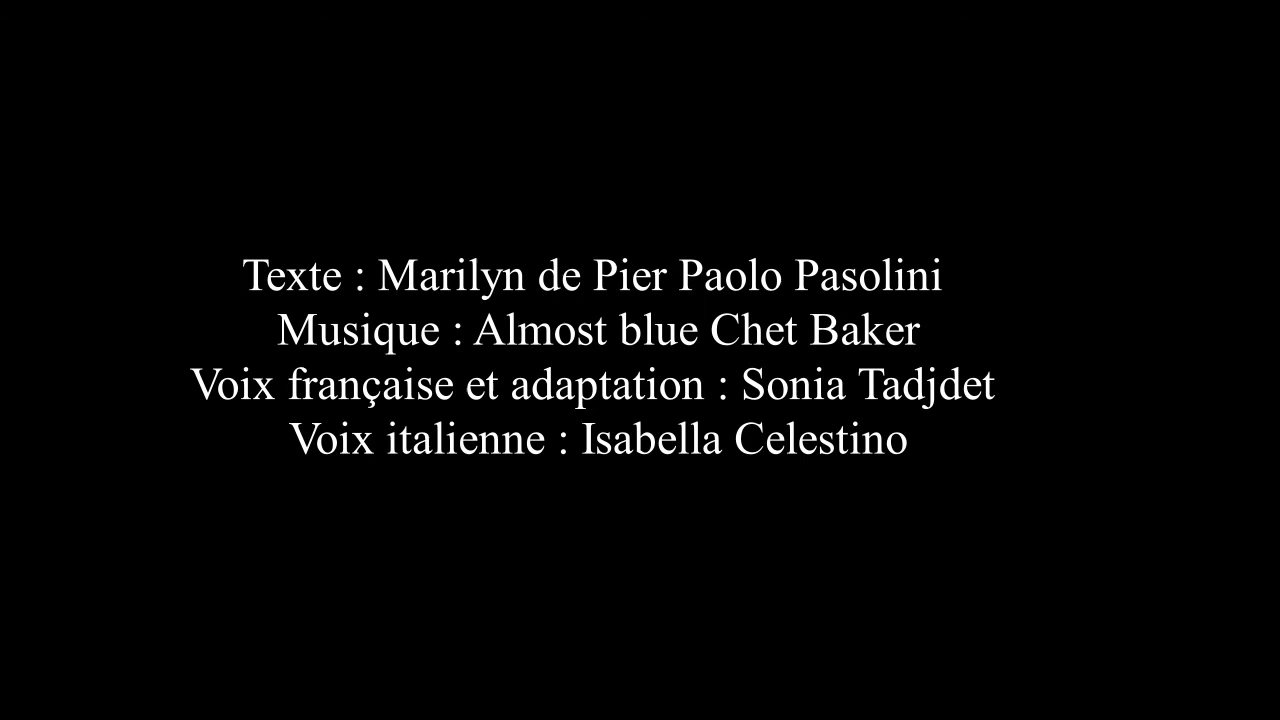 Texte : Marilyn de Pier Paolo Pasolini
Musique : Almost blue Chet Baker
Voix française et adaptation : Sonia Tadjdet
Voix italienne : Isabella Celestino